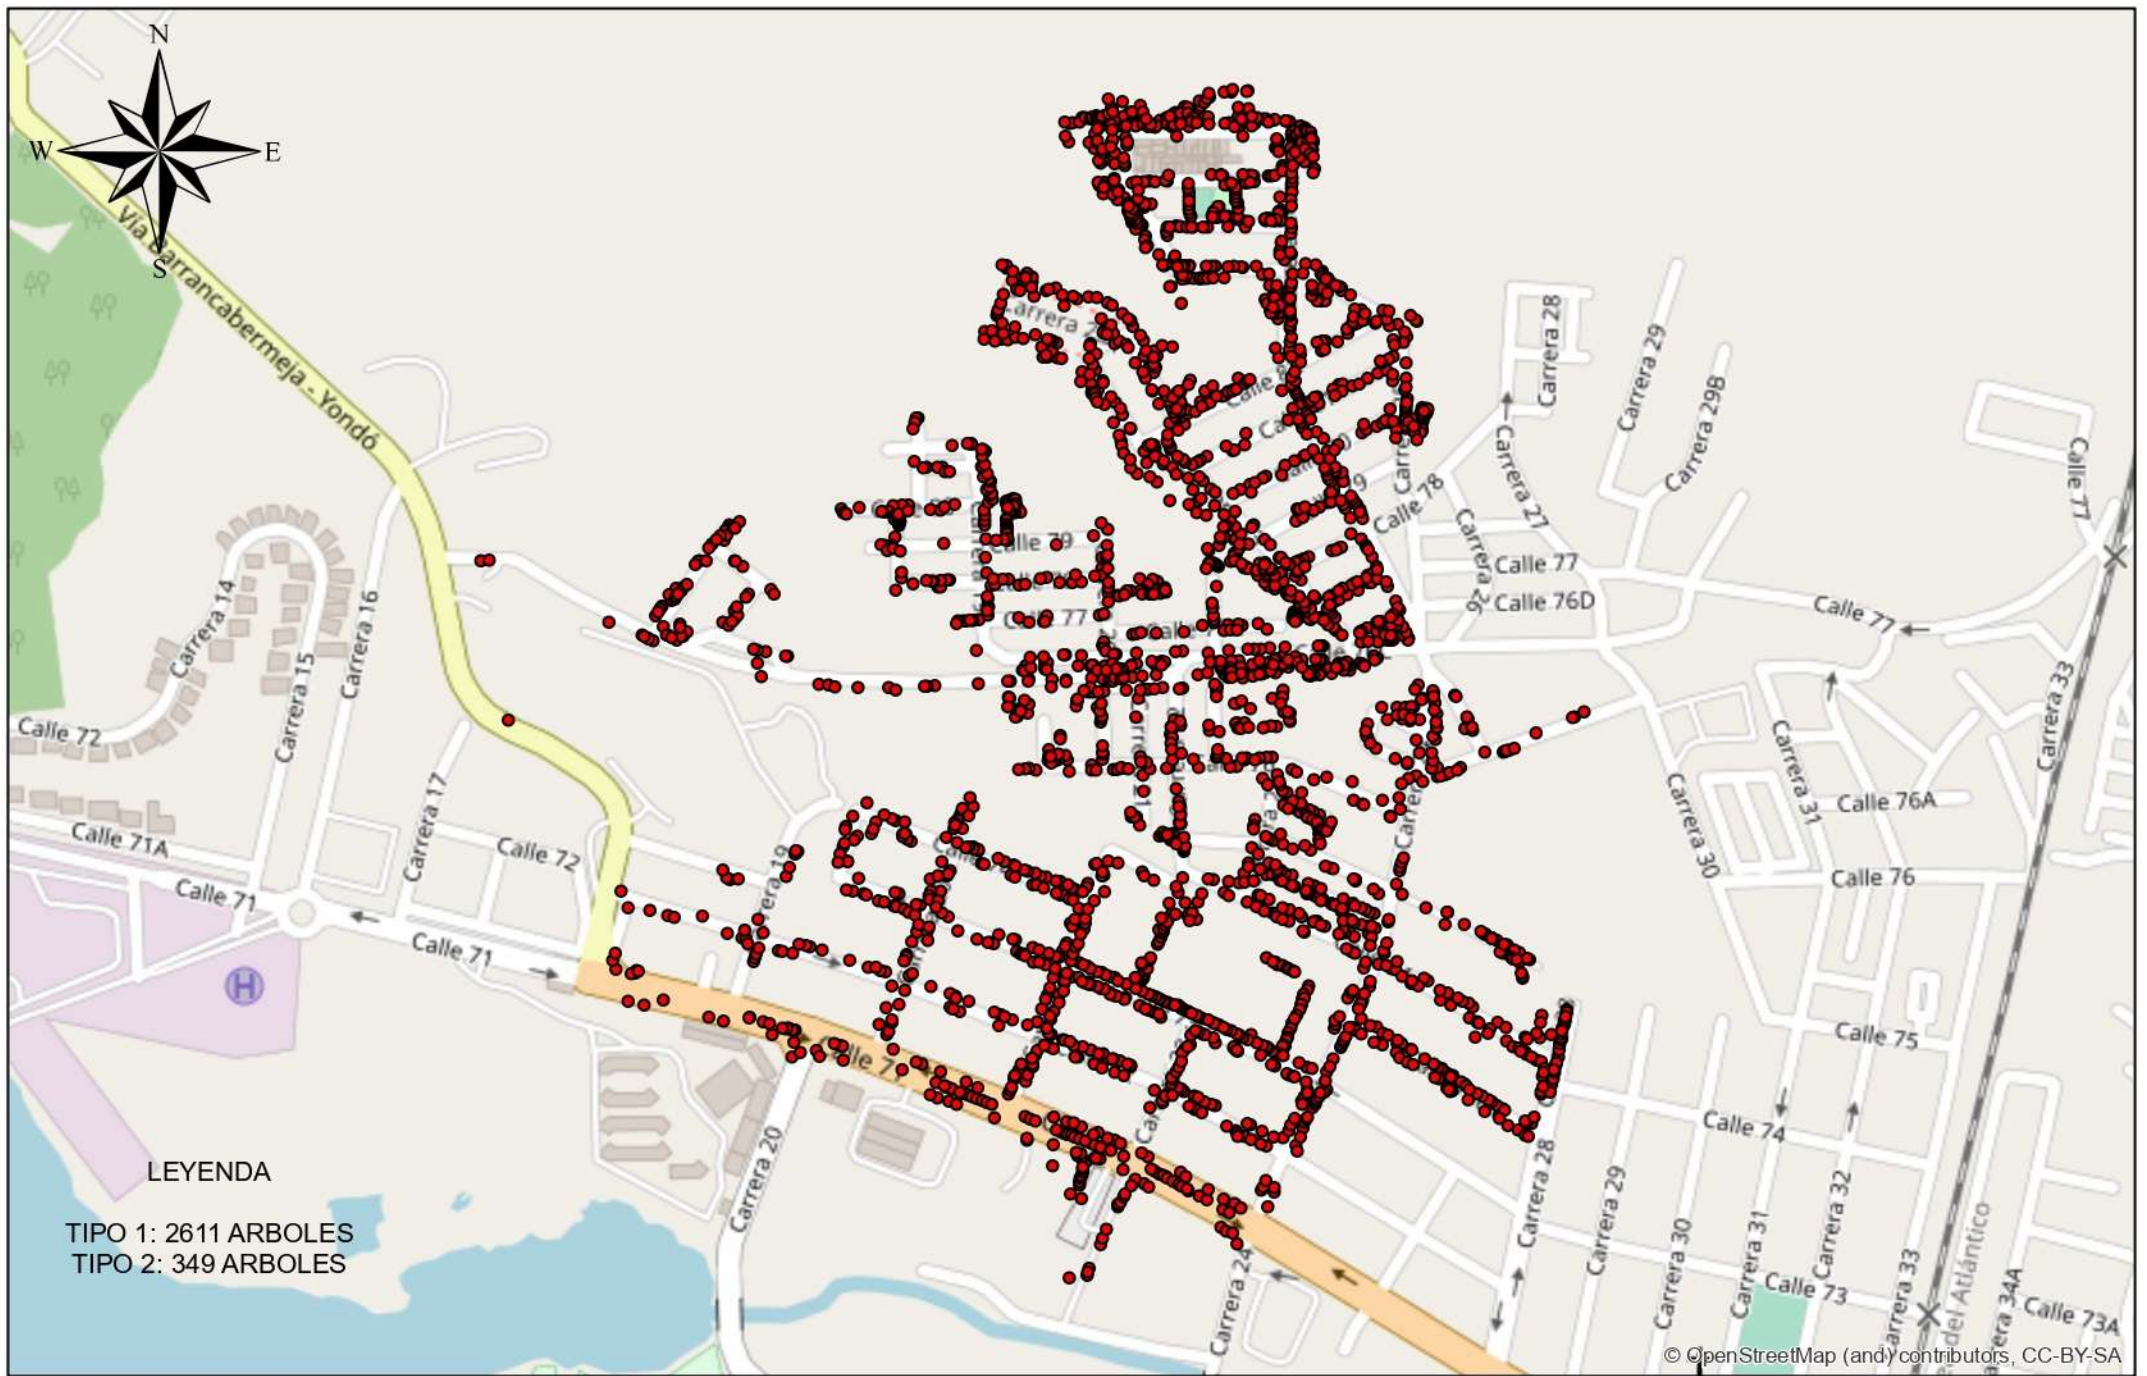 N
W
E
S
Vía Barrancabermeja - Yondó
Carrera 28
Carrera 29
Carrera 29B
Carrera 27
Calle 77
Calle 78
Carrera 26
Calle 77
Calle 76D
Calle 77
Calle 79
Calle 77
Carrera 14
Carrera 16
Carrera 15
Calle 72
Carrera 33
Carrera 31
Carrera 30
Calle 76A
Calle 76
Carrera 17
Calle 72
Calle 71A
Calle 71
Calle 71
H
Calle 75
Calle 74
Carrera 20
Carrera 28
Carrera 29
Carrera 30
Carrera 31
Carrera 32
Carrera 33
Carrera 24
Calle 73
Calle 73A
del Atlántico
LEYENDA
TIPO 1: 2611 ARBOLES
TIPO 2: 349 ARBOLES
© OpenStreetMap (and) contributors, CC-BY-SA